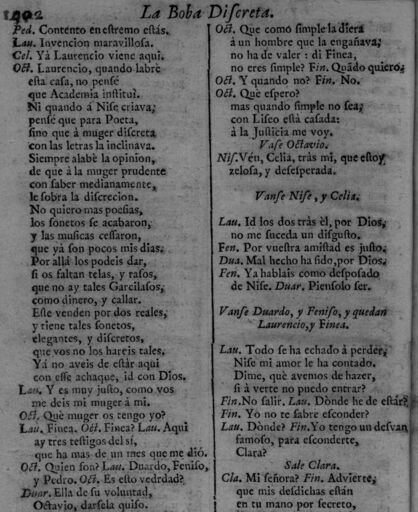 La Boba Discreta.
Ped. Contento en estremo estás.
Lau. Invencion maravillosa.
Cel. Yà Laurencio viene aqui.
Oct. Laurencio, quando labrè
esta casa, no pensé
que Academia institui.
Ni quando á Nise criava,
pensé que para Poeta,
sino que à muger discreta
con las letras la inclinava.
Siempre alabè la opinion,
de que à la muger prudente
con saber medianamente,
le sobra la discrecion.
No quiero mas poesias,
los sonetos se acabaron,
y las musicas cessaron,
que yà son pocos mis dias.
Por allà los podeis dar,
si os faltan telas, y rasos,
que no ay tales Garcilasos,
como dinero, y callar.
Este venden por dos reales,
y tiene tales sonetos,
elegantes, y discretos,
que vos no los hareis tales.
Yá no aveis de estàr aqui
con esse achaque, id con Dios.
Lau. Y es muy justo, como vos
me deis mi muger à mi.
Oct. Què muger os tengo yo?
Lau. Finea. Oct. Finea? Lau. Aqui
ay tres testigos del si,
que ha mas de un mes que me dió.
Oct. Quien son? Lau. Duardo, Feniso,
y Pedro. Oct. Es esto vedrdad?
Duar. Ella de su voluntad,
Octavio, darsela quiso.
Oct. Que como simple la diera
à un hombre que la engañava;
no ha de valer: di Finea,
no eres simple? Fin. Quãdo quiero.
Oct. Y quando no? Fin. No.
Oct. Què espero?
mas quando simple no sea,
con Liseo està casada:
à la Justicia me voy.
Vase Octavio.
Nis. Vén, Celia, tràs mi, que estoy
zelosa, y desesperada.
Vanse Nise, y Celia.
Lau. Id los dos tràs èl, por Dios,
no me suceda un disgusto.
Fen. Por vuestra amistad es justo.
Dua. Mal hecho ha sido, por Dios.
Fen. Ya hablais como desposado
de Nise. Duar. Piensolo ser.
Vanse Duardo, y Feniso, y quedan
Laurencio, y Finea.
Lau. Todo se ha echado à perder,
Nise mi amor le ha contado.
Dime, què avemos de hazer,
si à verte no puedo entrar?
Fin. No salir. Lau. Dònde he de estàr?
Fin. Yo no te sabre esconder?
Lau. Dònde? Fin. Yo tengo un desvan
famoso, para esconderte,
Clara?
Sale Clara.
Cla. Mi señora? Fin. Advierte,
que mis desdichas están
en tu mano por secreto,